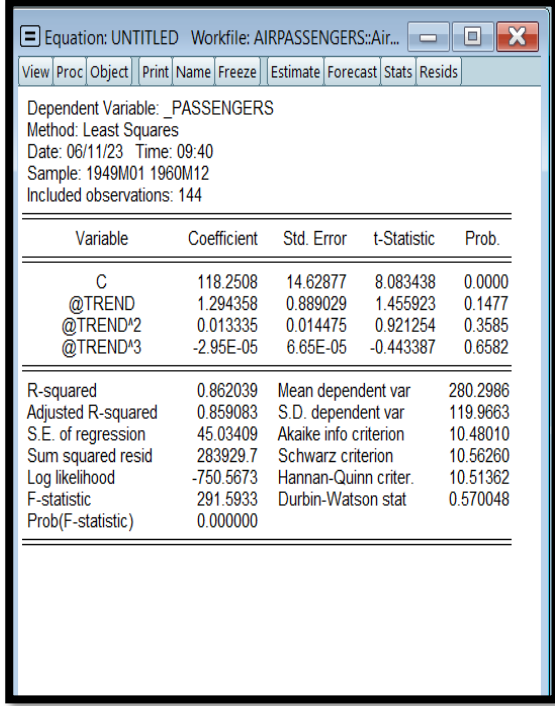 Equation: UNTITLED Workfile: AIRPASSENGERS::Air...
View Proc Object Print Name Freeze Estimate Forecast Stats Resids
Dependent Variable: _PASSENGERS
Method: Least Squares
Date: 06/11/23 Time: 09:40
Sample: 1949M01 1960M12
Included observations: 144
Variable Coefficient Std. Error t-Statistic Prob.
C 118.2508 14.62877 8.083438 0.0000
@TREND 1.294358 0.889029 1.455923 0.1477
@TREND^2 0.013335 0.014475 0.921254 0.3585
@TREND^3 -2.95E-05 6.65E-05 -0.443387 0.6582
R-squared 0.862039 Mean dependent var 280.2986
Adjusted R-squared 0.859083 S.D. dependent var 119.9663
S.E. of regression 45.03409 Akaike info criterion 10.48010
Sum squared resid 283929.7 Schwarz criterion 10.56260
Log likelihood -750.5673 Hannan-Quinn criter. 10.51362
F-statistic 291.5933 Durbin-Watson stat 0.570048
Prob(F-statistic) 0.000000